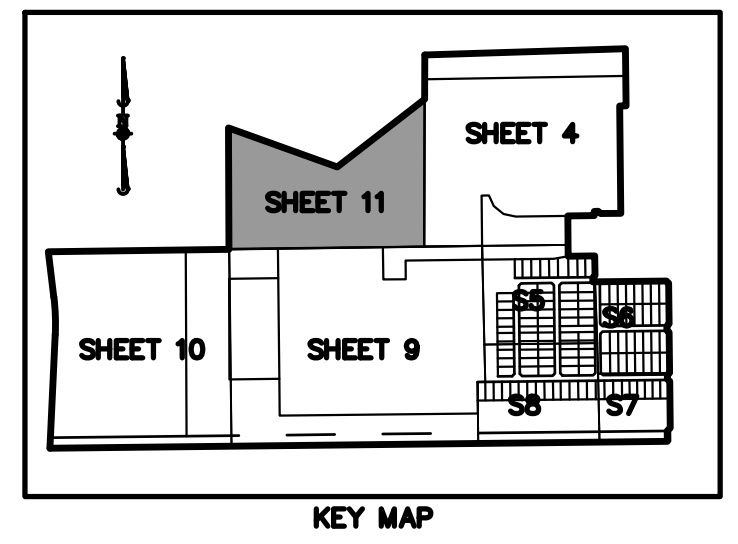 N
SHEET 4
SHEET 11
S5
S6
SHEET 10
SHEET 9
S8
S7
KEY MAP